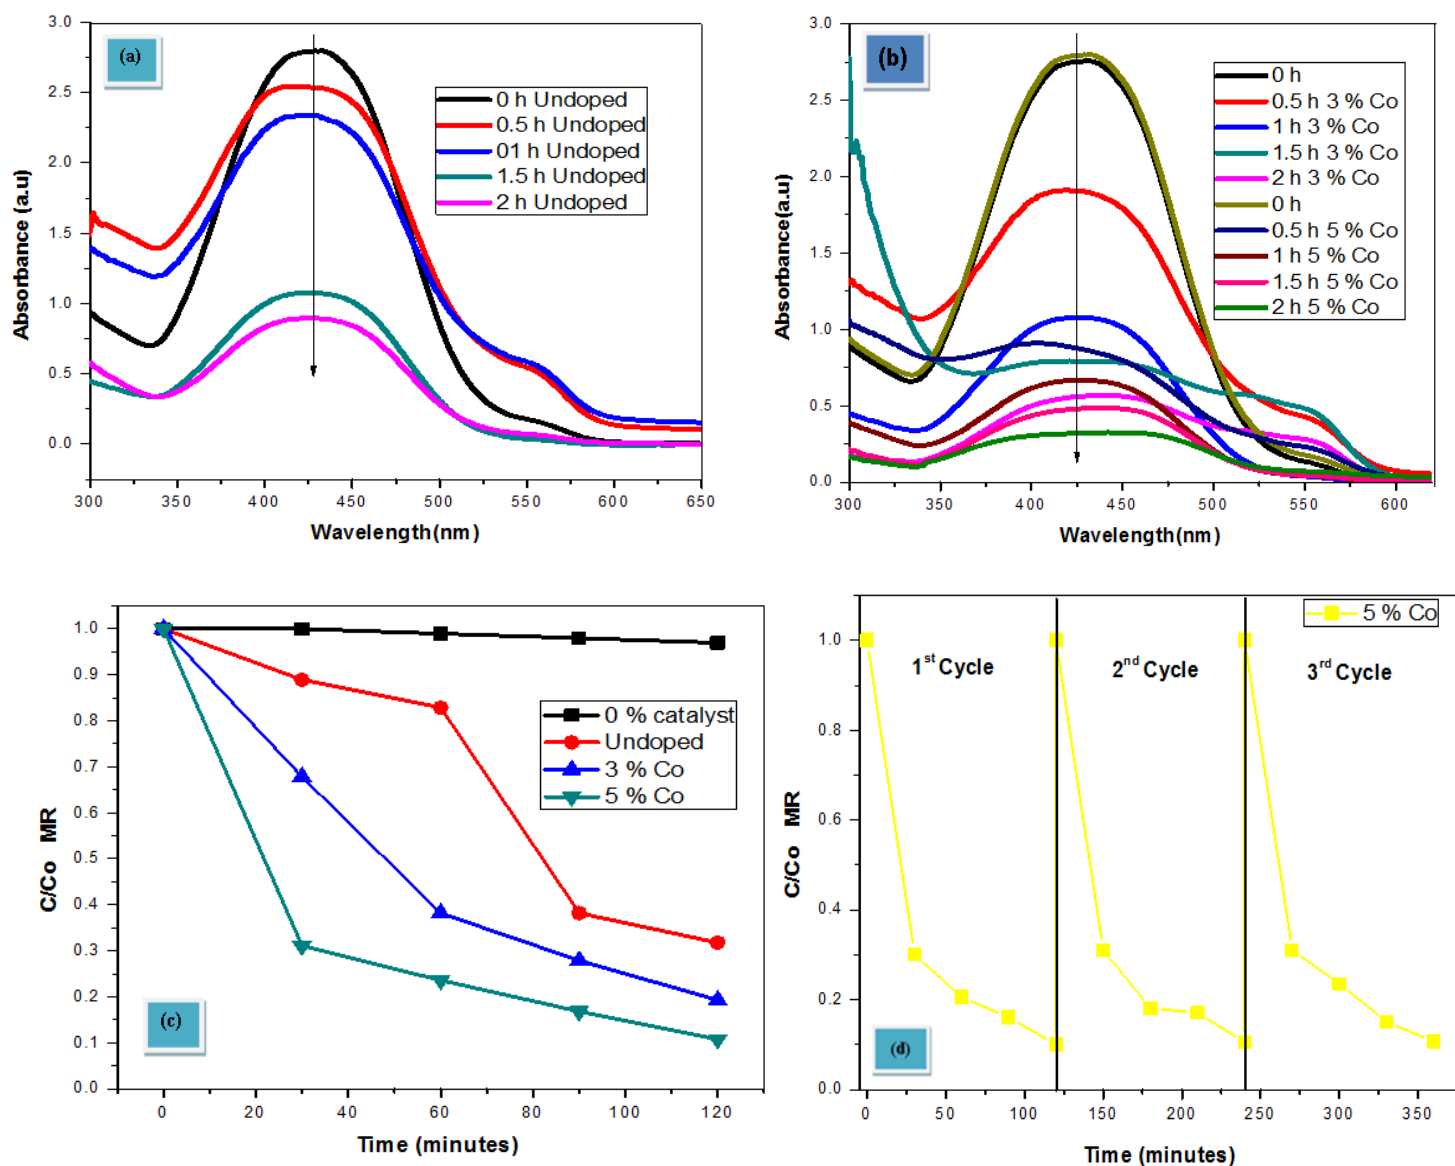 (a)
3.0
2.5
2.0
1.5
1.0
0.5
0.0
Absorbance (a.u)
300 350 400 450 500 550 600 650
Wavelength(nm)
0 h Undoped
0.5 h Undoped
01 h Undoped
1.5 h Undoped
2 h Undoped
(b)
3.0
2.5
2.0
1.5
1.0
0.5
0.0
Absorbance(a.u)
300 350 400 450 500 550 600
Wavelength(nm)
0 h
0.5 h 3 % Co
1 h 3 % Co
1.5 h 3 % Co
2 h 3 % Co
0 h
0.5 h 5 % Co
1 h 5 % Co
1.5 h 5 % Co
2 h 5 % Co
(c)
1.0
0.9
0.8
0.7
0.6
0.5
0.4
0.3
0.2
0.1
0.0
C/Co MR
0 20 40 60 80 100 120
Time (minutes)
0 % catalyst
Undoped
3 % Co
5 % Co
(d)
5 % Co
1st Cycle
2nd Cycle
3rd Cycle
1.0
0.8
0.6
0.4
0.2
0.0
C/Co MR
0 50 100 150 200 250 300 350
Time (minutes)